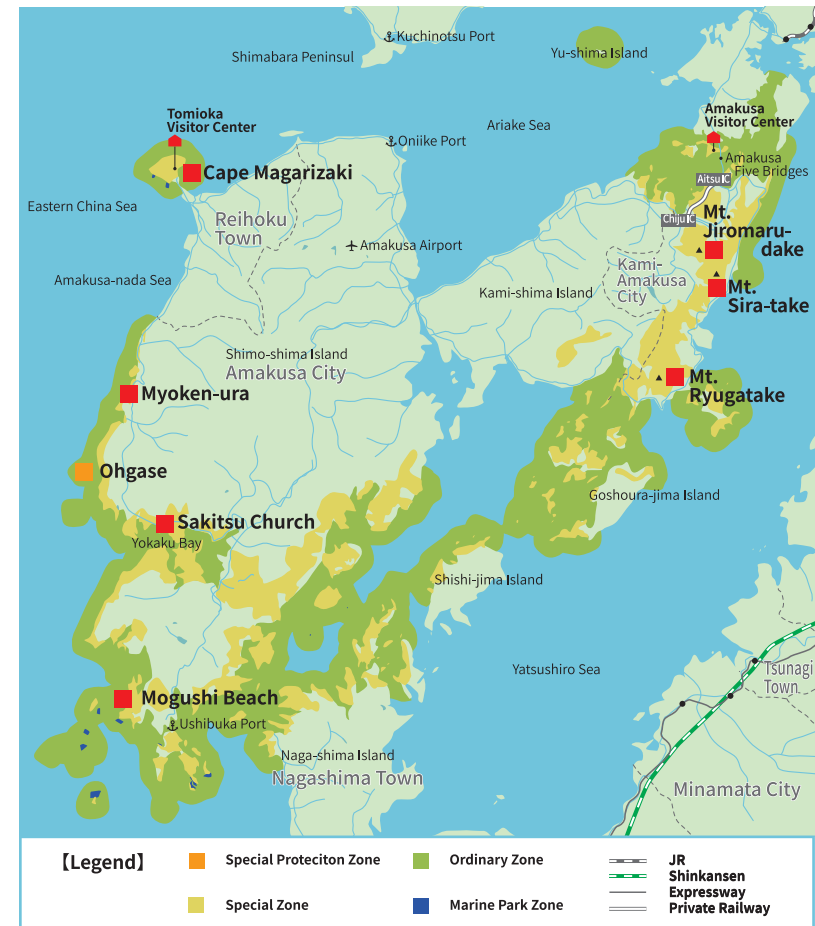 Kuchinotsu Port
Shimabara Peninsul
Yu-shima Island
Tomioka
Visitor Center
Amakusa
Visitor Center
Ariake Sea
Oniike Port
Amakusa
Five Bridges
Cape Magarizaki
Aitsu IC
Eastern China Sea
Reihoku
Town
Chiju IC
Mt.
Jiromaru-
dake
Amakusa Airport
Kami-
Amakusa
City
Amakusa-nada Sea
Kami-shima Island
Mt.
Sira-take
Shimo-shima Island
Amakusa City
Mt.
Ryugatake
Myoken-ura
Ohgase
Goshoura-jima Island
Sakitsu Church
Yokaku Bay
Shishi-jima Island
Yatsushiro Sea
Tsunagi
Town
Mogushi Beach
Ushibuka Port
Naga-shima Island
Nagashima Town
Minamata City
【Legend】
Special Proteciton Zone
Ordinary Zone
JR
Shinkansen
Expressway
Private Railway
Special Zone
Marine Park Zone